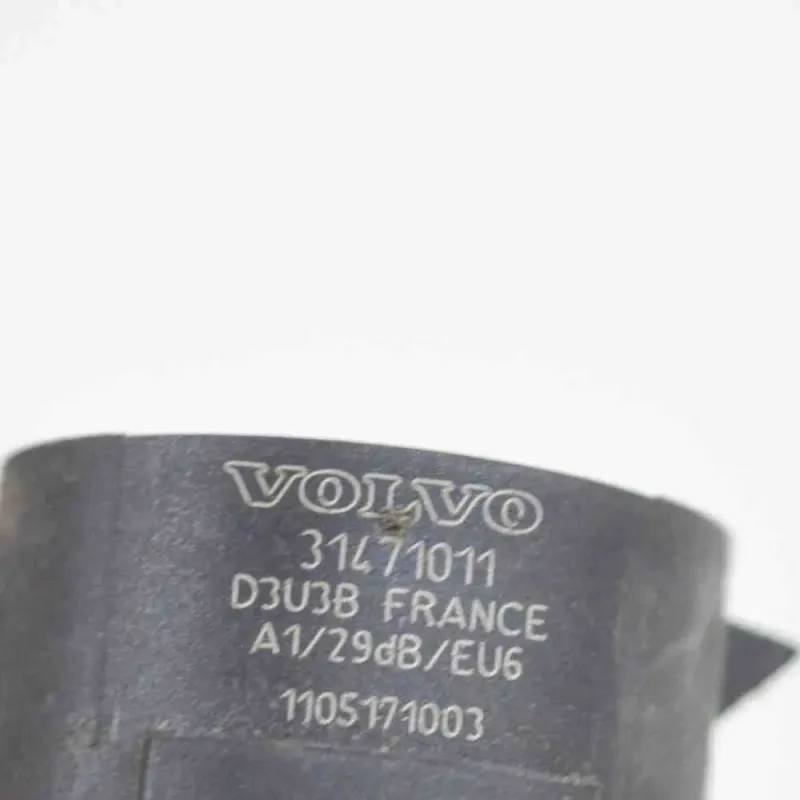 VOLVO
31471011
D3U3B FRANCE
A1/29dB/EU6
1105171003